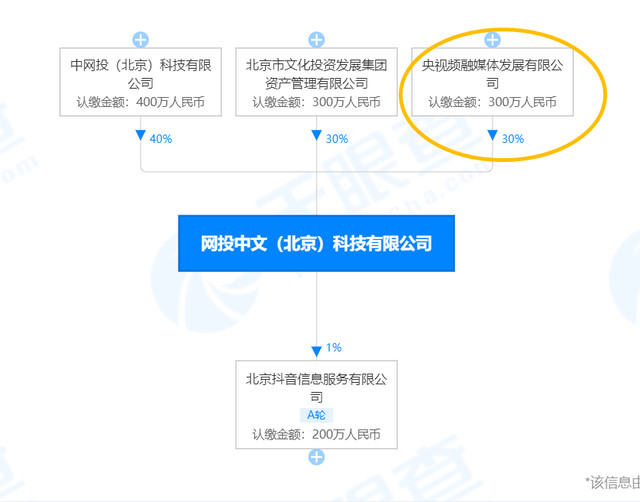 中网投（北京）科技有限
公司
认缴金额：400万人民币
北京市文化投资发展集团
资产管理有限公司
认缴金额：300万人民币
央视频融媒体发展有限公
司
认缴金额：300万人民币
40%
30%
30%
网投中文（北京）科技有限公司
1%
北京抖音信息服务有限公
司
A轮
认缴金额：200万人民币
*该信息由
天眼查